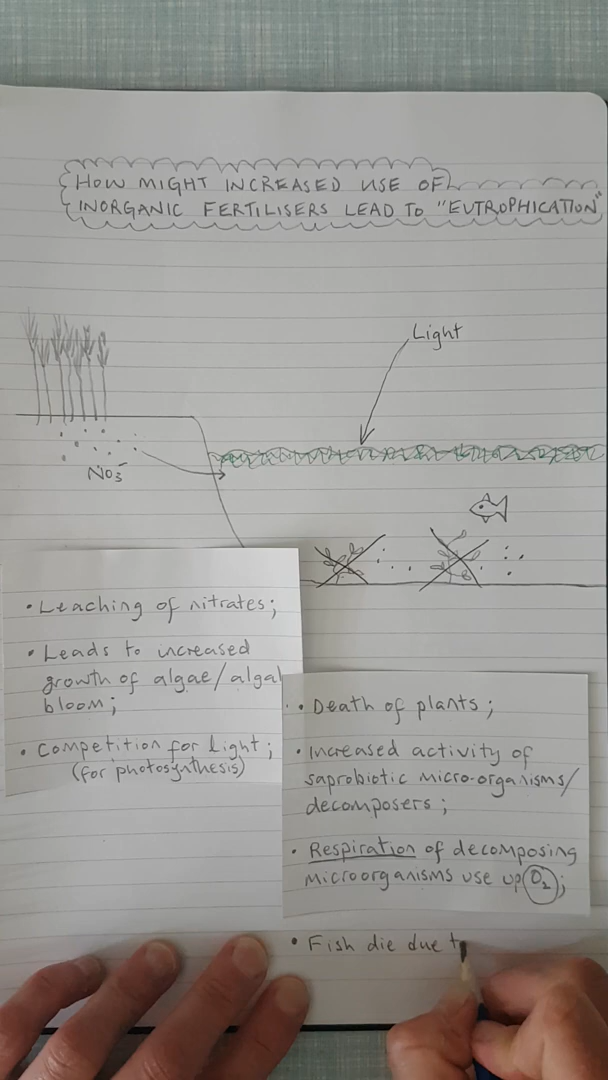 HOW MIGHT INCREASED USE OF
INORGANIC FERTILISERS LEAD TO "EUTROPHICATION"
Light
NO3-
• Leaching of nitrates;
• Leads to increased
growth of algae/algal
bloom;
• Competition for light;
(for photosynthesis)
• Death of plants;
• Increased activity of
saprobiotic micro-organisms/
decomposers;
• Respiration of decomposing
microorganisms use up O2;
• Fish die due t